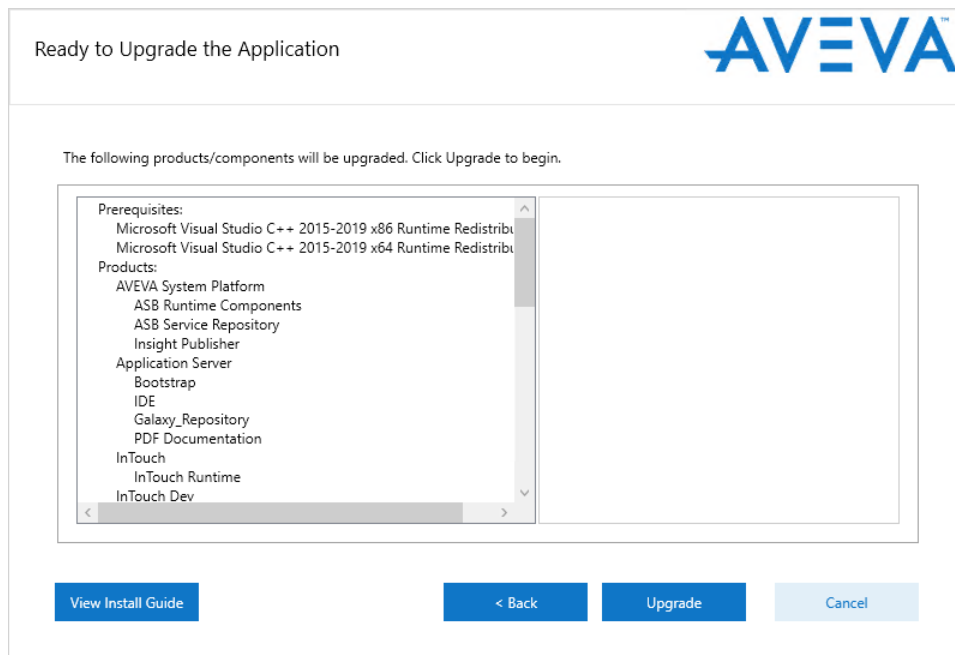 Ready to Upgrade the Application
AVEVA™
The following products/components will be upgraded. Click Upgrade to begin.
Prerequisites:
Microsoft Visual Studio C++ 2015-2019 x86 Runtime Redistribu
Microsoft Visual Studio C++ 2015-2019 x64 Runtime Redistribu
Products:
AVEVA System Platform
ASB Runtime Components
ASB Service Repository
Insight Publisher
Application Server
Bootstrap
IDE
Galaxy_Repository
PDF Documentation
InTouch
InTouch Runtime
InTouch Dev
View Install Guide
< Back
Upgrade
Cancel